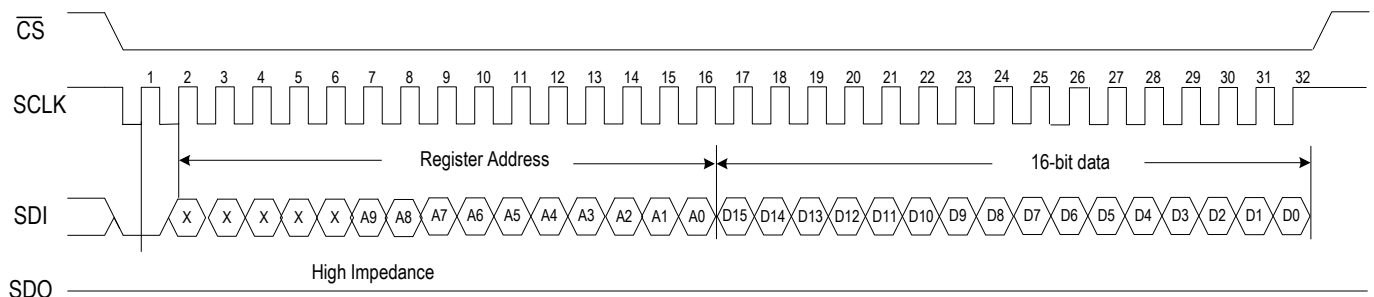 CS
SCLK 1 2 3 4 5 6 7 8 9 10 11 12 13 14 15 16 17 18 19 20 21 22 23 24 25 26 27 28 29 30 31 32
Register Address 16-bit data
SDI X X X X X A9 A8 A7 A6 A5 A4 A3 A2 A1 A0 D15 D14 D13 D12 D11 D10 D9 D8 D7 D6 D5 D4 D3 D2 D1 D0
High Impedance
SDO